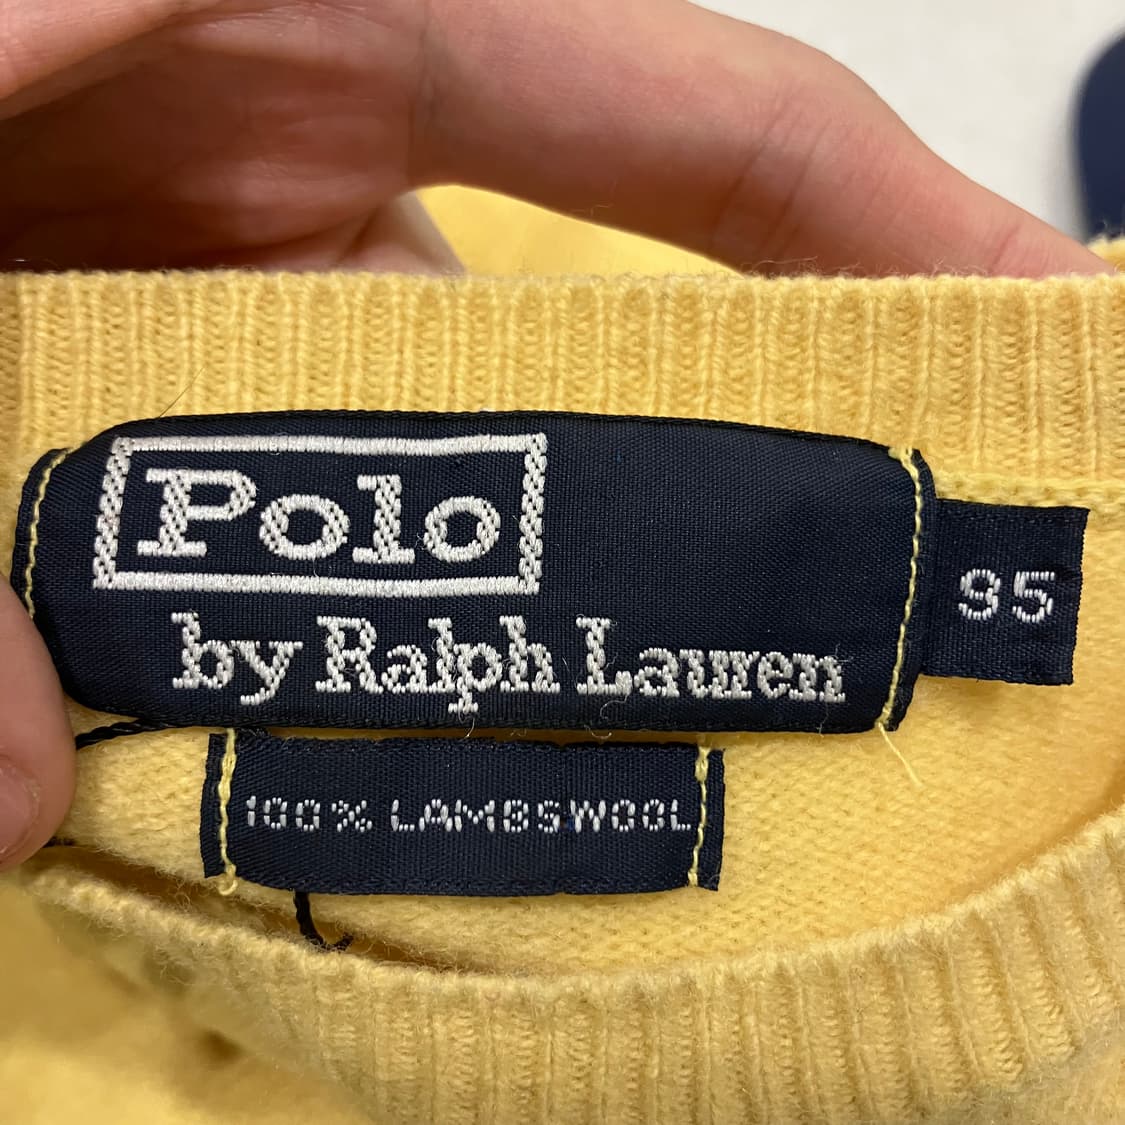 Polo
by Ralph Lauren
95
100% LAMBSWOOL